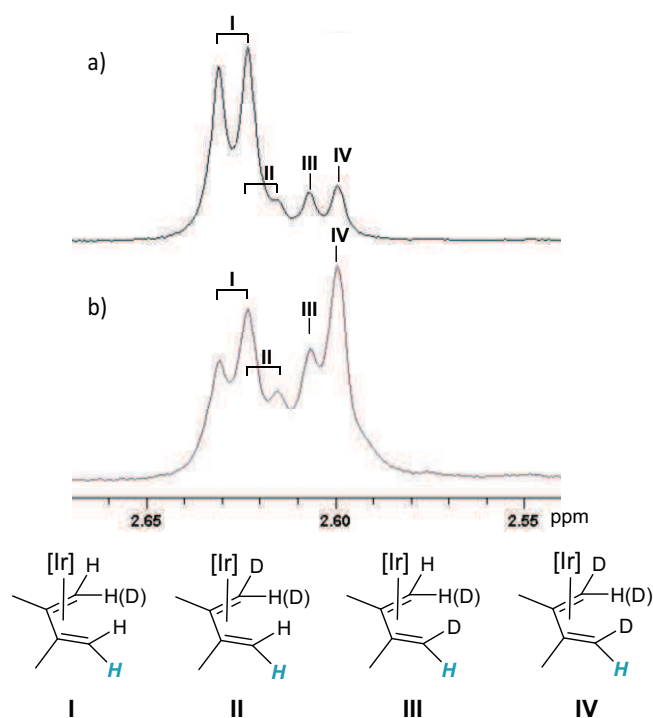 I
a)
II
III
IV
I
b)
II
III
IV
2.65
2.60
2.55
ppm
[Ir] H
H(D)
H
H
I
[Ir] D
H(D)
H
H
II
[Ir] H
H(D)
D
H
III
[Ir] D
H(D)
D
H
IV